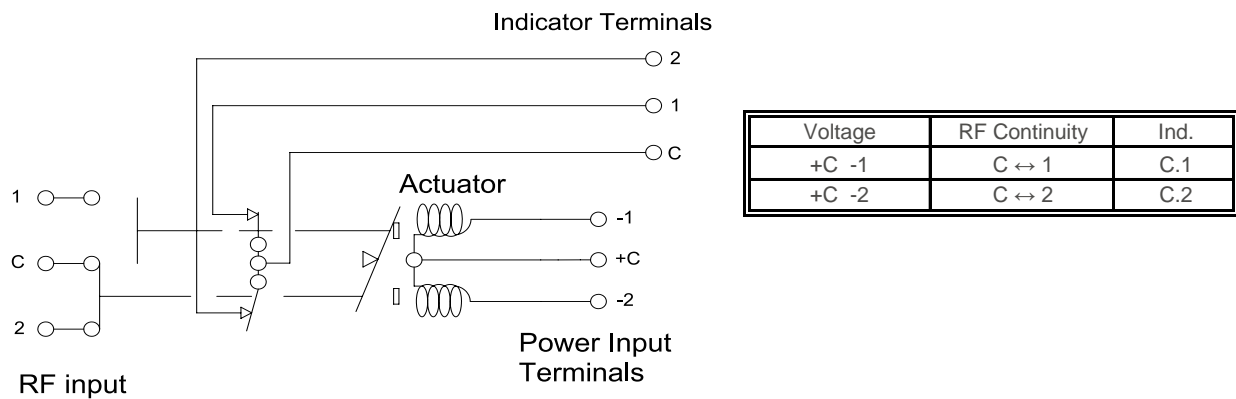 Indicator Terminals
2
1
C
Actuator
1
C
2
-1
+C
-2
Power Input
Terminals
RF input
Voltage RF Continuity Ind.
+C -1 C ↔ 1 C.1
+C -2 C ↔ 2 C.2